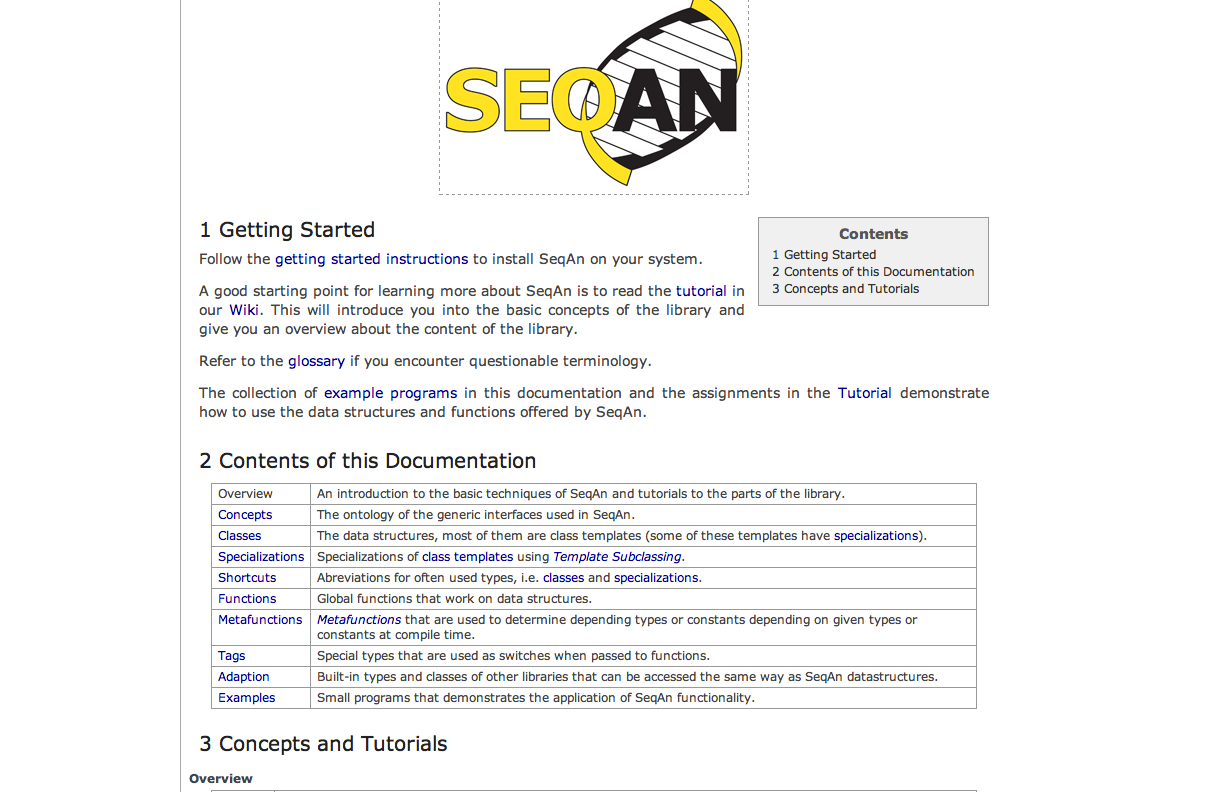 SEQAN
1 Getting Started
Follow the getting started instructions to install SeqAn on your system.
A good starting point for learning more about SeqAn is to read the tutorial in
our Wiki. This will introduce you into the basic concepts of the library and
give you an overview about the content of the library.
Refer to the glossary if you encounter questionable terminology.
The collection of example programs in this documentation and the assignments in the Tutorial demonstrate
how to use the data structures and functions offered by SeqAn.
Contents
1 Getting Started
2 Contents of this Documentation
3 Concepts and Tutorials
2 Contents of this Documentation
Overview An introduction to the basic techniques of SeqAn and tutorials to the parts of the library.
Concepts The ontology of the generic interfaces used in SeqAn.
Classes The data structures, most of them are class templates (some of these templates have specializations).
Specializations Specializations of class templates using Template Subclassing.
Shortcuts Abreviations for often used types, i.e. classes and specializations.
Functions Global functions that work on data structures.
Metafunctions Metafunctions that are used to determine depending types or constants depending on given types or
constants at compile time.
Tags Special types that are used as switches when passed to functions.
Adaption Built-in types and classes of other libraries that can be accessed the same way as SeqAn datastructures.
Examples Small programs that demonstrates the application of SeqAn functionality.
3 Concepts and Tutorials
Overview